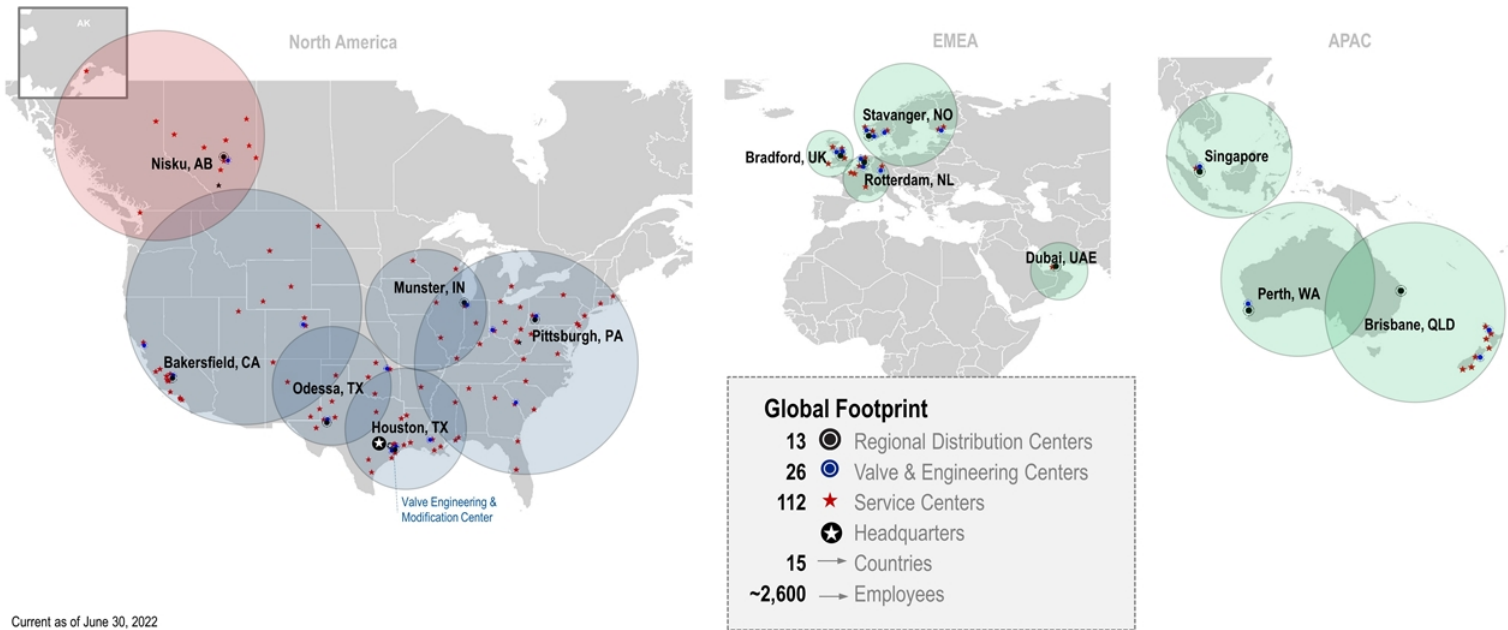 AK
North America
EMEA
APAC
Nisku, AB
Stavanger, NO
Bradford, UK
Rotterdam, NL
Singapore
Dubai, UAE
Munster, IN
Pittsburgh, PA
Perth, WA
Brisbane, QLD
Bakersfield, CA
Odessa, TX
Houston, TX
Valve Engineering &
Modification Center
Global Footprint
13 Regional Distribution Centers
26 Valve & Engineering Centers
112 Service Centers
Headquarters
15 Countries
~2,600 Employees
Current as of June 30, 2022